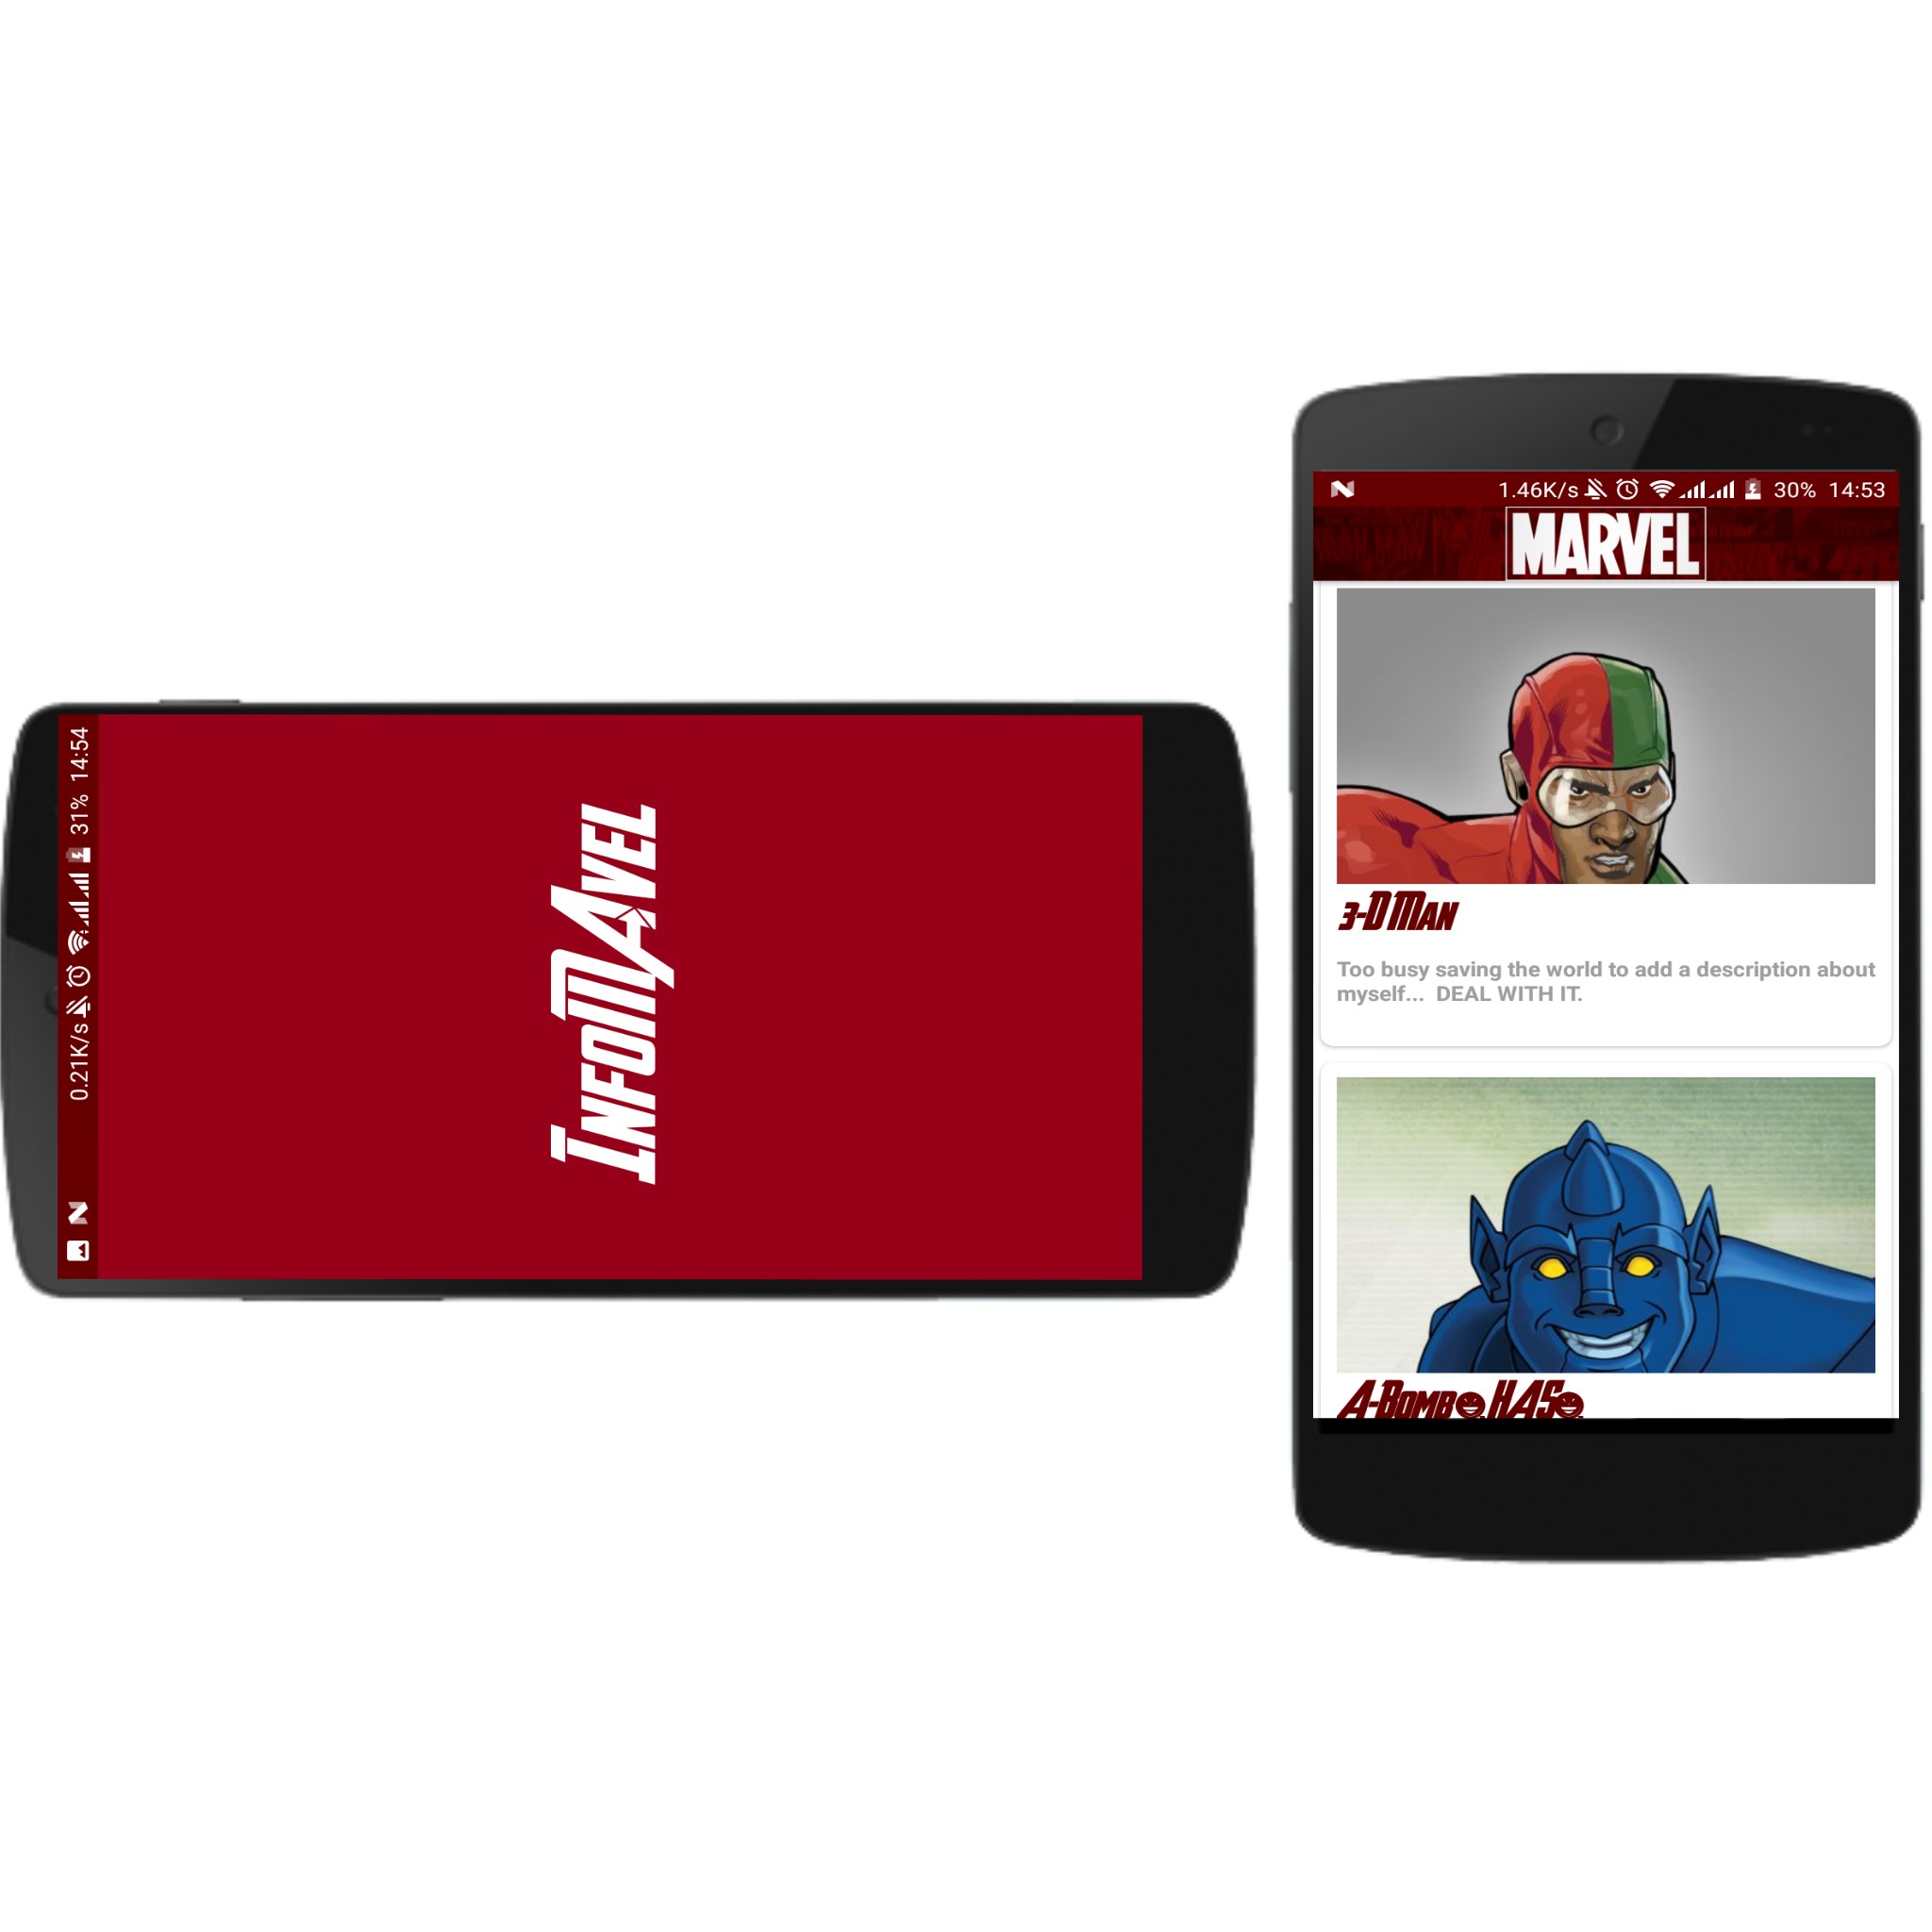 0.21K/s 31% 14:54
INFOMAVEL
1.46K/s 30% 14:53
MARVEL
3-D MAN
Too busy saving the world to add a description about
myself... DEAL WITH IT.
A-BOMB HAS